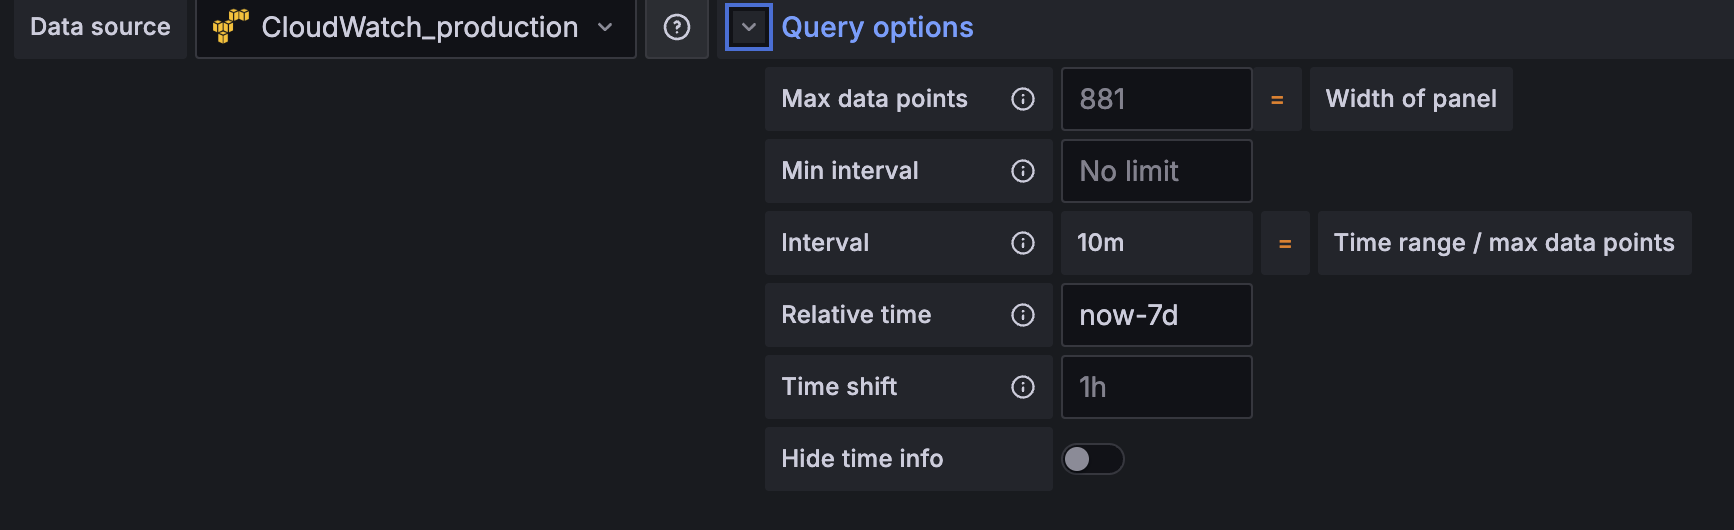 Data source CloudWatch_production Query options
Max data points 881 = Width of panel
Min interval No limit
Interval 10m = Time range / max data points
Relative time now-7d
Time shift 1h
Hide time info